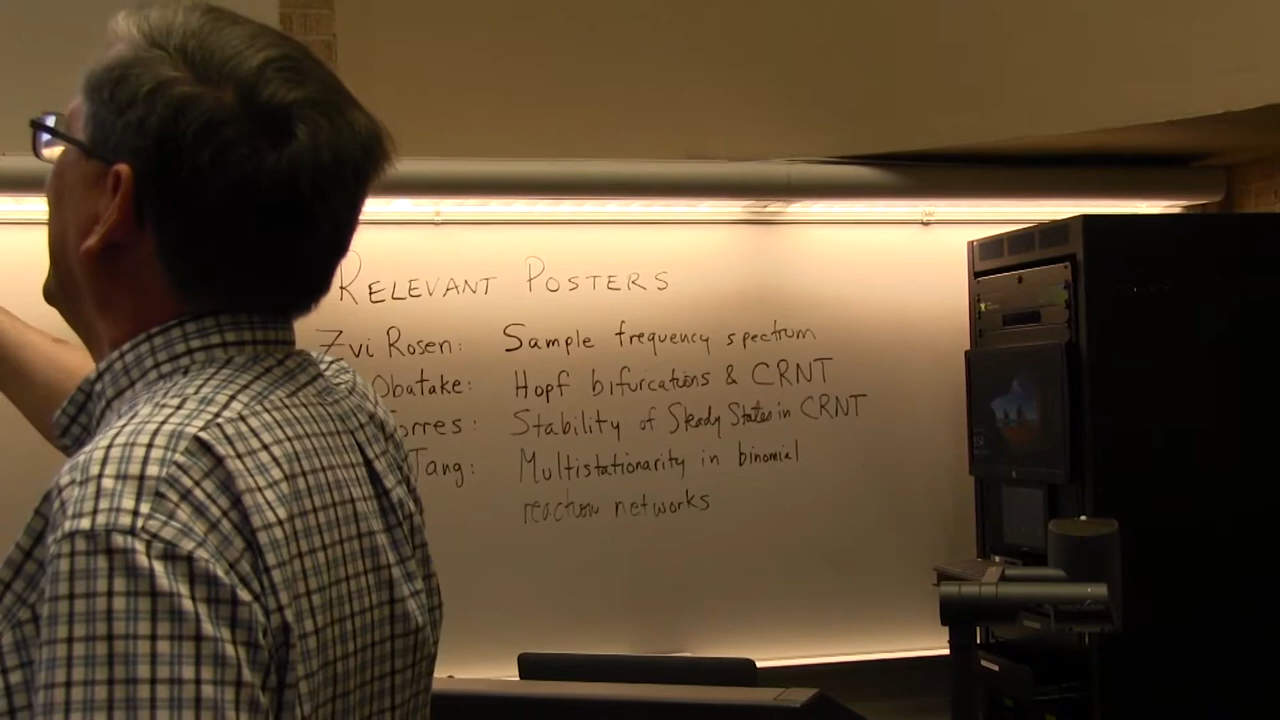 RELEVANT POSTERS
Zvi Rosen: Sample frequency spectrum
Obatake: Hopf bifurcations & CRNT
Torres: Stability of Steady States in CRNT
Tang: Multistationarity in binomial
reaction networks